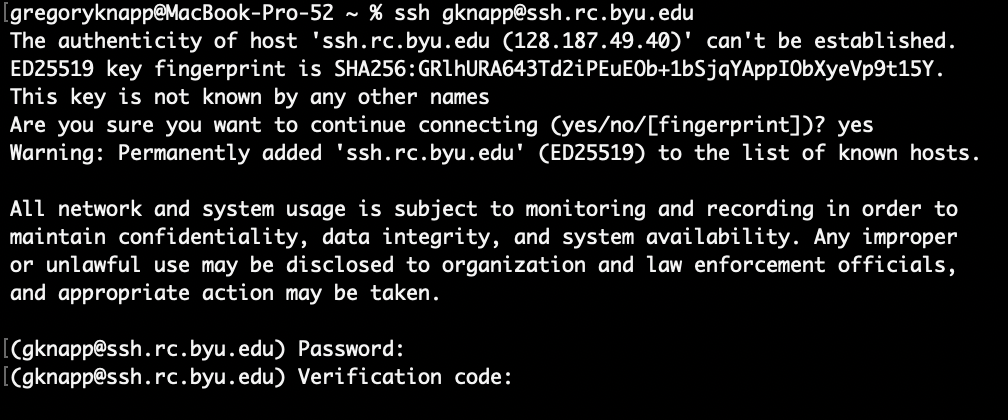 [gregoryknapp@MacBook-Pro-52 ~ % ssh gknapp@ssh.rc.byu.edu
The authenticity of host 'ssh.rc.byu.edu (128.187.49.40)' can't be established.
ED25519 key fingerprint is SHA256:GRlhURA643Td2iPEuEOb+1bSjqYAppIObXyeVp9t15Y.
This key is not known by any other names
Are you sure you want to continue connecting (yes/no/[fingerprint])? yes
Warning: Permanently added 'ssh.rc.byu.edu' (ED25519) to the list of known hosts.
All network and system usage is subject to monitoring and recording in order to
maintain confidentiality, data integrity, and system availability. Any improper
or unlawful use may be disclosed to organization and law enforcement officials,
and appropriate action may be taken.
[(gknapp@ssh.rc.byu.edu) Password:
[(gknapp@ssh.rc.byu.edu) Verification code: